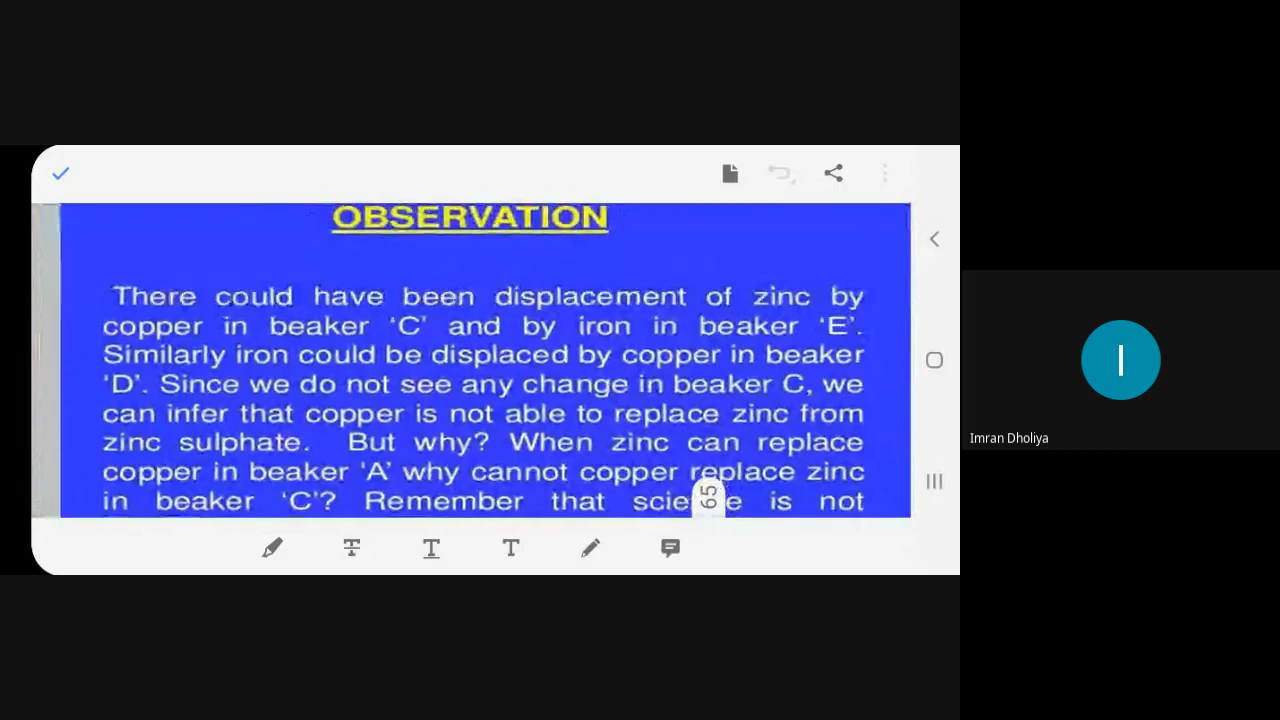 OBSERVATION
There could have been displacement of zinc by
copper in beaker ‘C’ and by iron in beaker ‘E’.
Similarly iron could be displaced by copper in beaker
‘D’. Since we do not see any change in beaker C, we
can infer that copper is not able to replace zinc from
zinc sulphate. But why? When zinc can replace
copper in beaker ‘A’ why cannot copper replace zinc
in beaker ‘C’? Remember that is not
65
T T T
I
Imran Dholiya